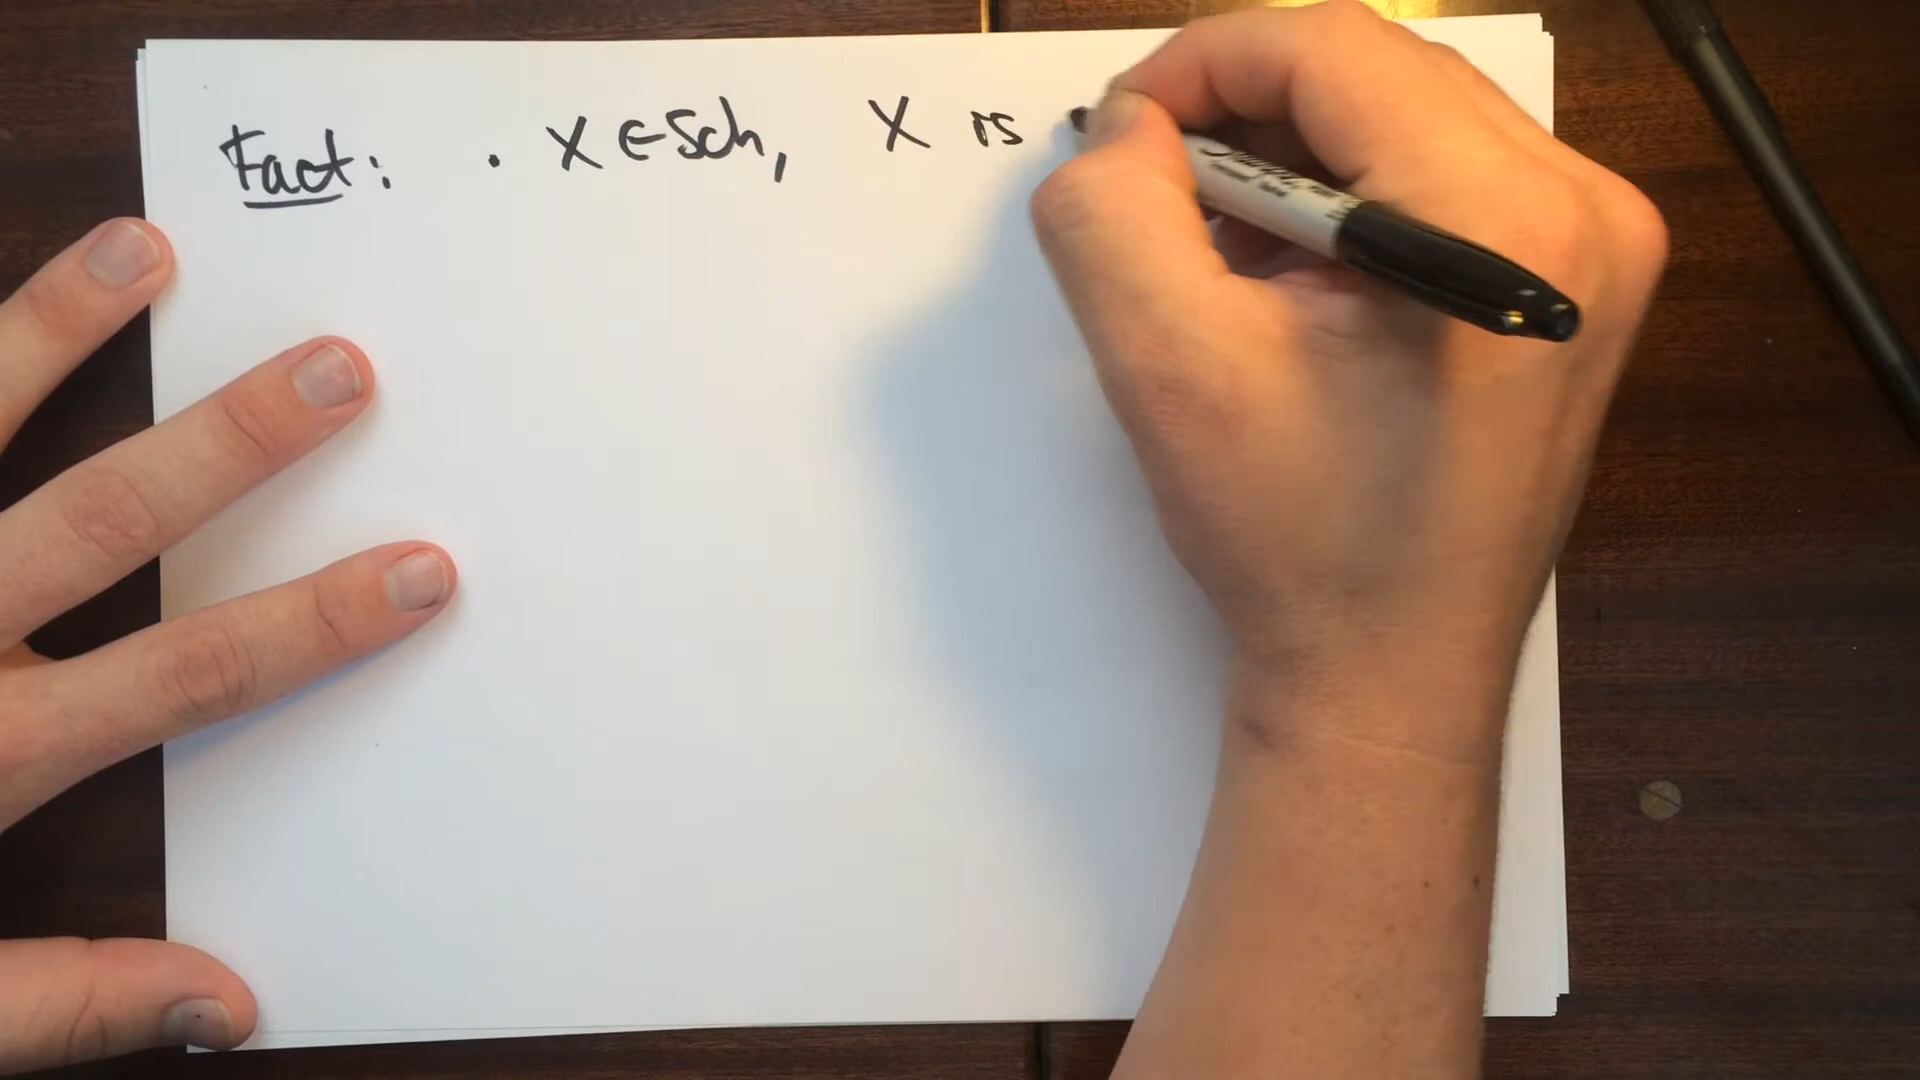 Fact: · X ∈ Sch, X is